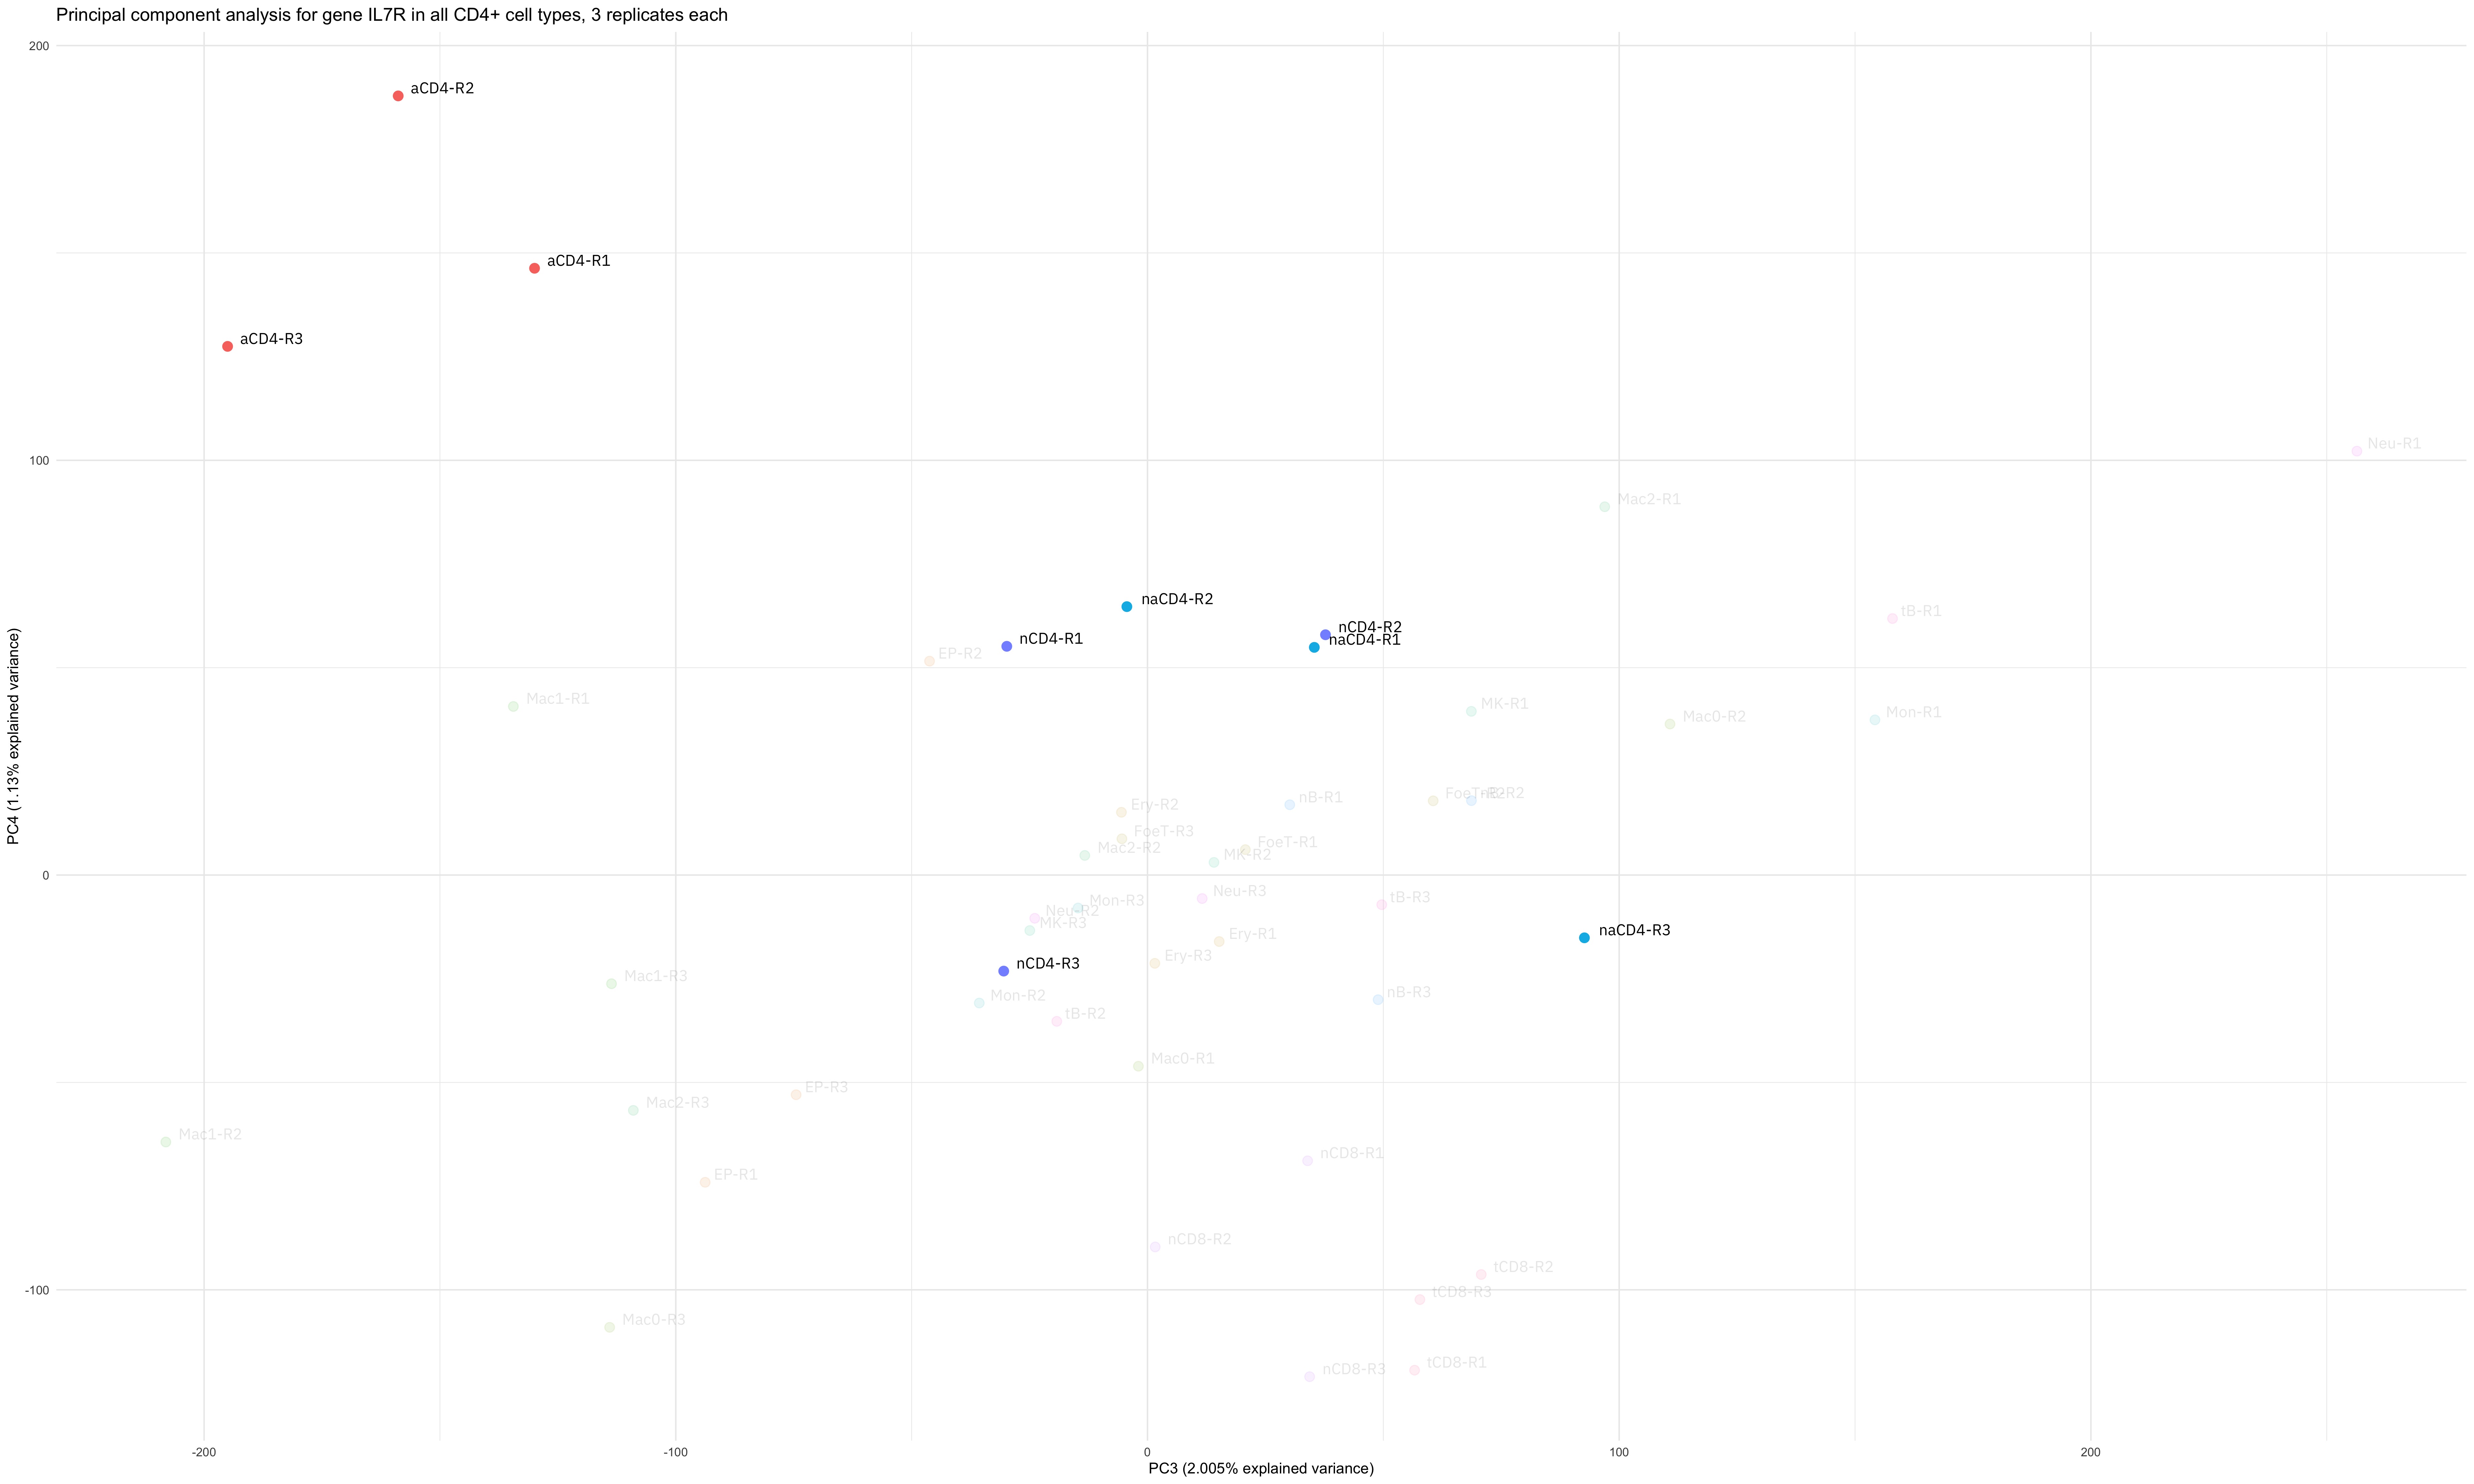 Principal component analysis for gene IL7R in all CD4+ cell types, 3 replicates each
200
aCD4-R2
aCD4-R1
aCD4-R3
100
Neu-R1
Mac2-R1
naCD4-R2
tB-R1
nCD4-R2
nCD4-R1
naCD4-R1
EP-R2
Mac1-R1
MK-R1
Mac0-R2
Mon-R1
FoeT-R2
nB-R2
nB-R1
Ery-R2
FoeT-R3
FoeT-R1
Mac2-R2
MK-R2
0
Neu-R3
tB-R3
Mon-R3
Neu-R2
MK-R3
naCD4-R3
Ery-R1
Ery-R3
nCD4-R3
Mac1-R3
Mon-R2
nB-R3
tB-R2
Mac0-R1
EP-R3
Mac2-R3
Mac1-R2
nCD8-R1
EP-R1
nCD8-R2
tCD8-R2
-100
tCD8-R3
Mac0-R3
tCD8-R1
nCD8-R3
-200
-100
0
100
200
PC3 (2.005% explained variance)
PC4 (1.13% explained variance)